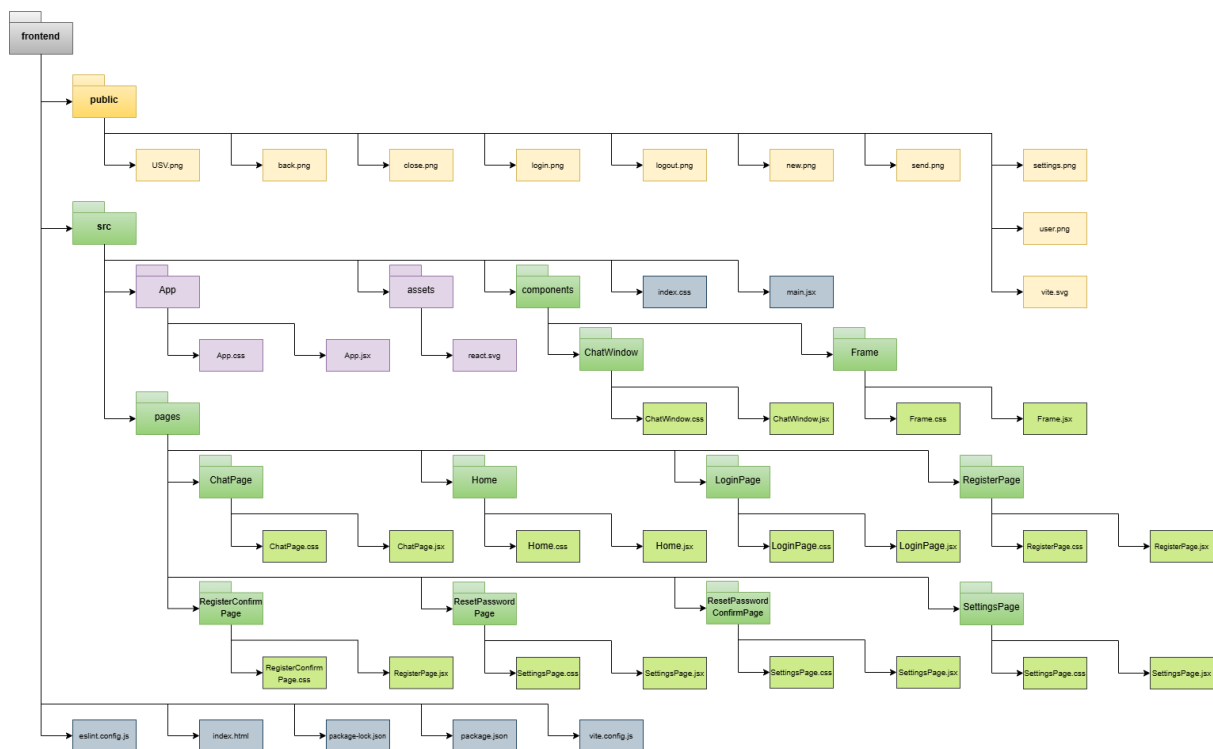 frontend
public
USV.png
back.png
close.png
login.png
logout.png
new.png
send.png
settings.png
user.png
src
App
assets
components
index.css
main.jsx
vite.svg
App.css
App.jsx
react.svg
ChatWindow
Frame
pages
ChatWindow.css
ChatWindow.jsx
Frame.css
Frame.jsx
ChatPage
Home
LoginPage
RegisterPage
ChatPage.css
ChatPage.jsx
Home.css
Home.jsx
LoginPage.css
LoginPage.jsx
RegisterPage.css
RegisterPage.jsx
RegisterConfirm
Page
ResetPassword
Page
ResetPassword
ConfirmPage
SettingsPage
RegisterConfirm
Page.css
RegisterPage.jsx
SettingsPage.css
SettingsPage.jsx
SettingsPage.css
SettingsPage.jsx
SettingsPage.css
SettingsPage.jsx
eslint.config.js
index.html
package-lock.json
package.json
vite.config.js